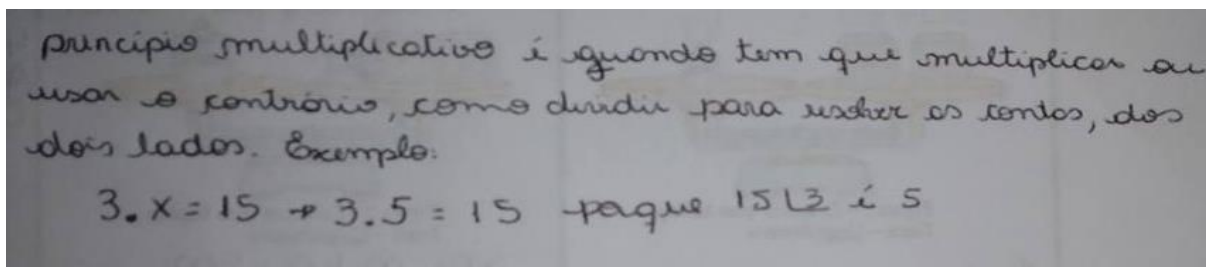 princípio multiplicativo é quando tem que multiplicar ou
usar o contrário, como dividir para resolver as contas, dos
dois lados. Exemplo:
3.x = 15 → 3.5 = 15 porque 15 ⌊3 é 5